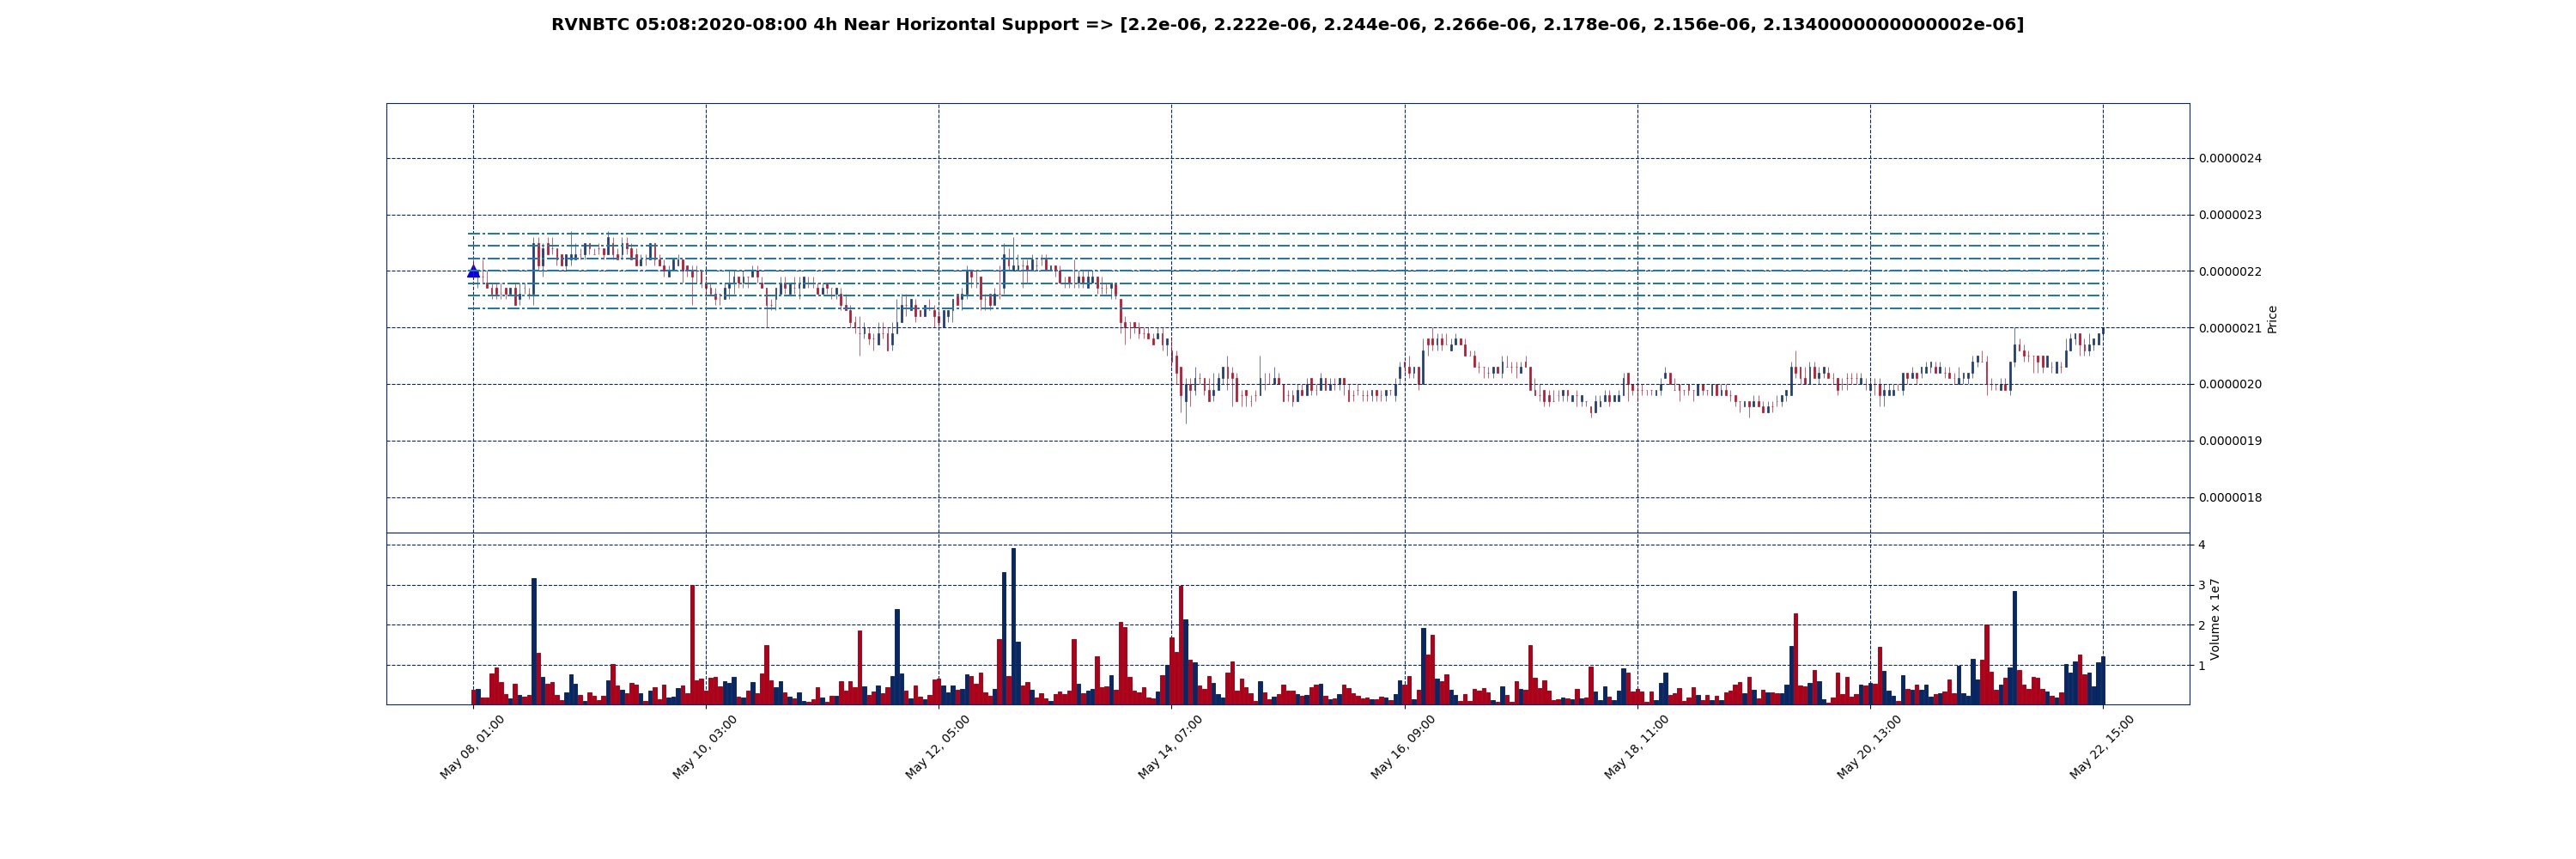 RVNBTC 05:08:2020-08:00 4h Near Horizontal Support => [2.2e-06, 2.222e-06, 2.244e-06, 2.266e-06, 2.178e-06, 2.156e-06, 2.1340000000000002e-06]
0.0000024
0.0000023
0.0000022
0.0000021
0.0000020
0.0000019
0.0000018
Price
4
3
2
1
Volume x 1e7
May 08, 01:00
May 10, 03:00
May 12, 05:00
May 14, 07:00
May 16, 09:00
May 18, 11:00
May 20, 13:00
May 22, 15:00